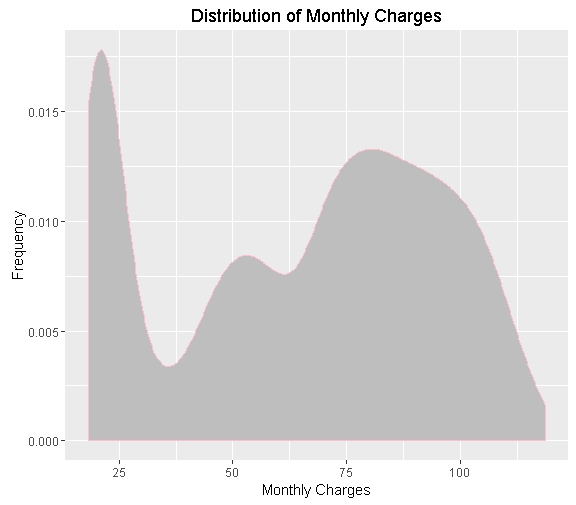 Distribution of Monthly Charges
Frequency
0.015
0.010
0.005
0.000
25 50 75 100
Monthly Charges